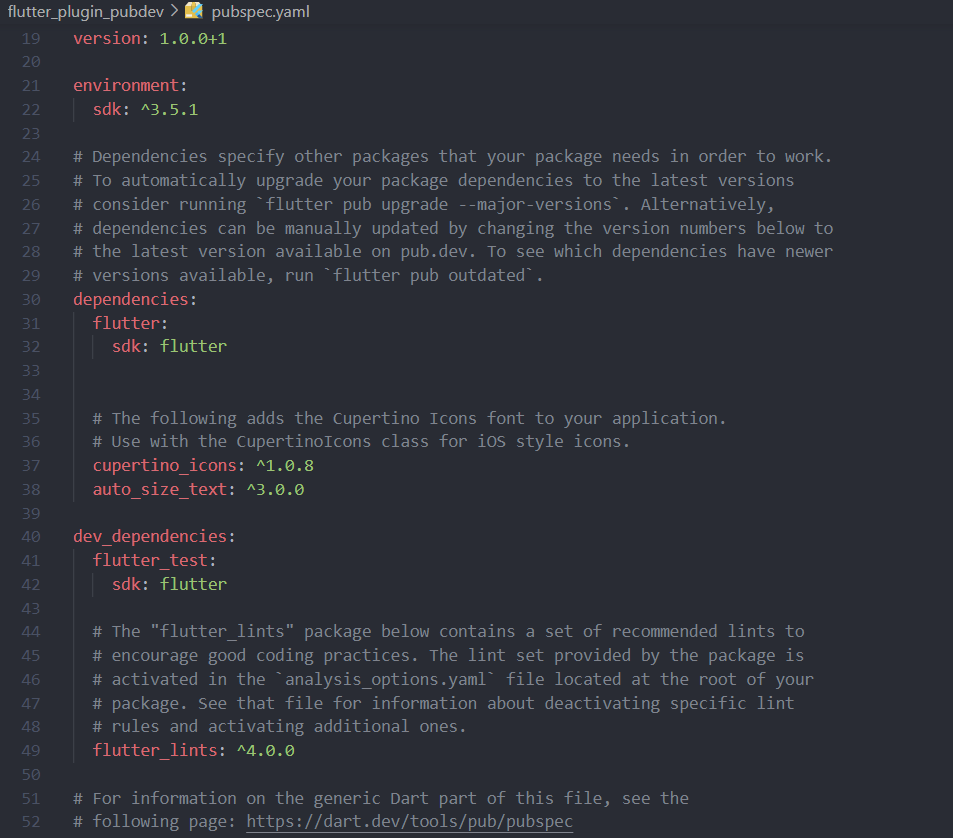 flutter_plugin_pubdev > pubspec.yaml
19 version: 1.0.0+1
20
21 environment:
22 sdk: ^3.5.1
23
24 # Dependencies specify other packages that your package needs in order to work.
25 # To automatically upgrade your package dependencies to the latest versions
26 # consider running `flutter pub upgrade --major-versions`. Alternatively,
27 # dependencies can be manually updated by changing the version numbers below to
28 # the latest version available on pub.dev. To see which dependencies have newer
29 # versions available, run `flutter pub outdated`.
30 dependencies:
31 flutter:
32 sdk: flutter
33
34
35 # The following adds the Cupertino Icons font to your application.
36 # Use with the CupertinoIcons class for iOS style icons.
37 cupertino_icons: ^1.0.8
38 auto_size_text: ^3.0.0
39
40 dev_dependencies:
41 flutter_test:
42 sdk: flutter
43
44 # The "flutter_lints" package below contains a set of recommended lints to
45 # encourage good coding practices. The lint set provided by the package is
46 # activated in the `analysis_options.yaml` file located at the root of your
47 # package. See that file for information about deactivating specific lint
48 # rules and activating additional ones.
49 flutter_lints: ^4.0.0
50
51 # For information on the generic Dart part of this file, see the
52 # following page: https://dart.dev/tools/pub/pubspec